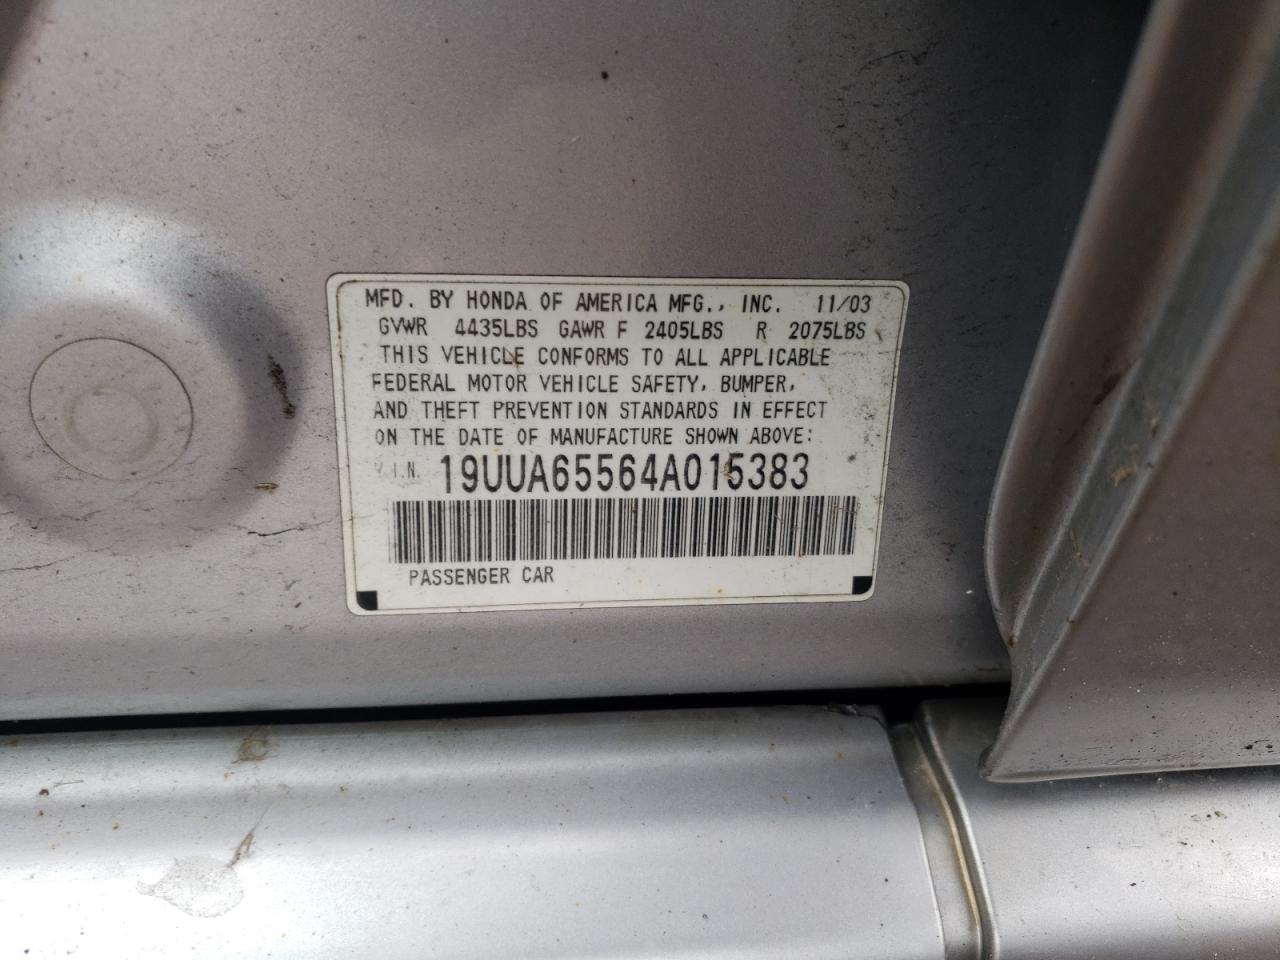 MFD. BY HONDA OF AMERICA MFG., INC. 11/03
GVWR 4435LBS GAWR F 2405LBS R 2075LBS
THIS VEHICLE CONFORMS TO ALL APPLICABLE
FEDERAL MOTOR VEHICLE SAFETY, BUMPER,
AND THEFT PREVENTION STANDARDS IN EFFECT
ON THE DATE OF MANUFACTURE SHOWN ABOVE:
V.I.N. 19UUA65564A015383
PASSENGER CAR